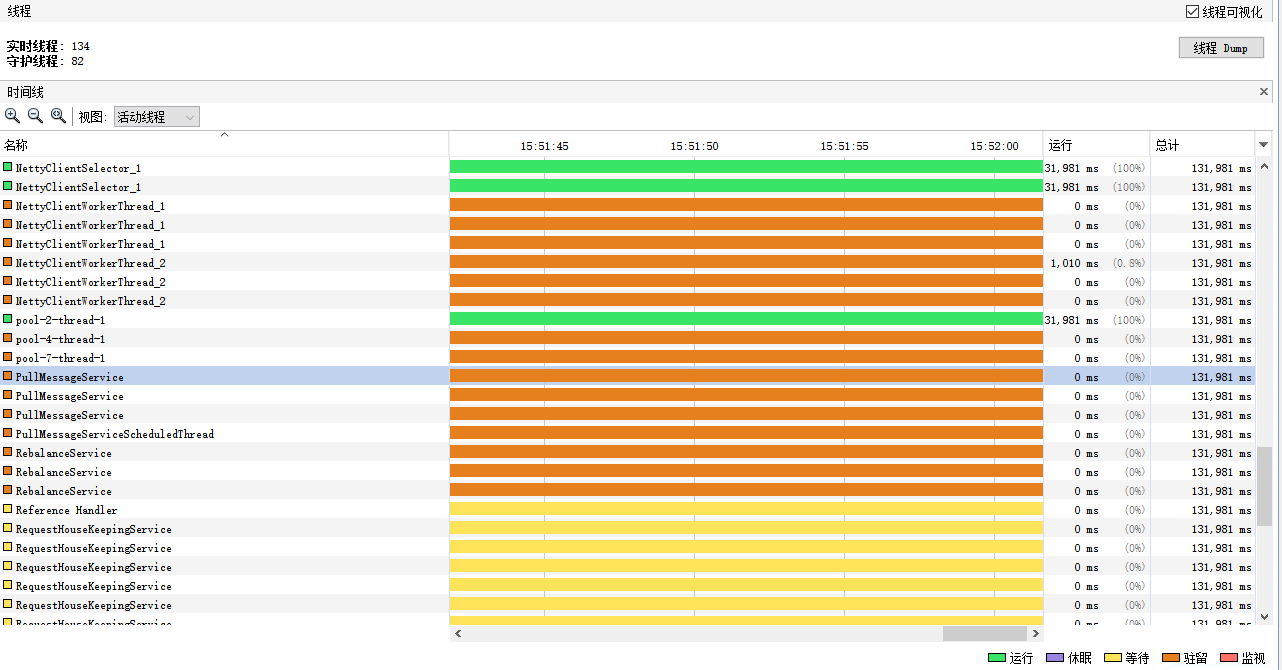 线程
线程可视化
实时线程: 134
守护线程: 82
线程 Dump
时间线
视图: 活动线程
名称 15:51:45 15:51:50 15:51:55 15:52:00 运行 总计
NettyClientSelector_1 31,981 ms (100%) 131,981 ms
NettyClientSelector_1 31,981 ms (100%) 131,981 ms
NettyClientWorkerThread_1 0 ms (0%) 131,981 ms
NettyClientWorkerThread_1 0 ms (0%) 131,981 ms
NettyClientWorkerThread_1 0 ms (0%) 131,981 ms
NettyClientWorkerThread_2 1,010 ms (0.8%) 131,981 ms
NettyClientWorkerThread_2 0 ms (0%) 131,981 ms
NettyClientWorkerThread_2 0 ms (0%) 131,981 ms
pool-2-thread-1 31,981 ms (100%) 131,981 ms
pool-4-thread-1 0 ms (0%) 131,981 ms
pool-7-thread-1 0 ms (0%) 131,981 ms
PullMessageService 0 ms (0%) 131,981 ms
PullMessageService 0 ms (0%) 131,981 ms
PullMessageService 0 ms (0%) 131,981 ms
PullMessageServiceScheduledThread 0 ms (0%) 131,981 ms
RebalanceService 0 ms (0%) 131,981 ms
RebalanceService 0 ms (0%) 131,981 ms
RebalanceService 0 ms (0%) 131,981 ms
Reference Handler 0 ms (0%) 131,981 ms
RequestHouseKeepingService 0 ms (0%) 131,981 ms
RequestHouseKeepingService 0 ms (0%) 131,981 ms
RequestHouseKeepingService 0 ms (0%) 131,981 ms
RequestHouseKeepingService 0 ms (0%) 131,981 ms
RequestHouseKeepingService 0 ms (0%) 131,981 ms
RequestHouseKeepingService 0 ms (0%) 131,981 ms
运行 休眠 等待 驻留 监视